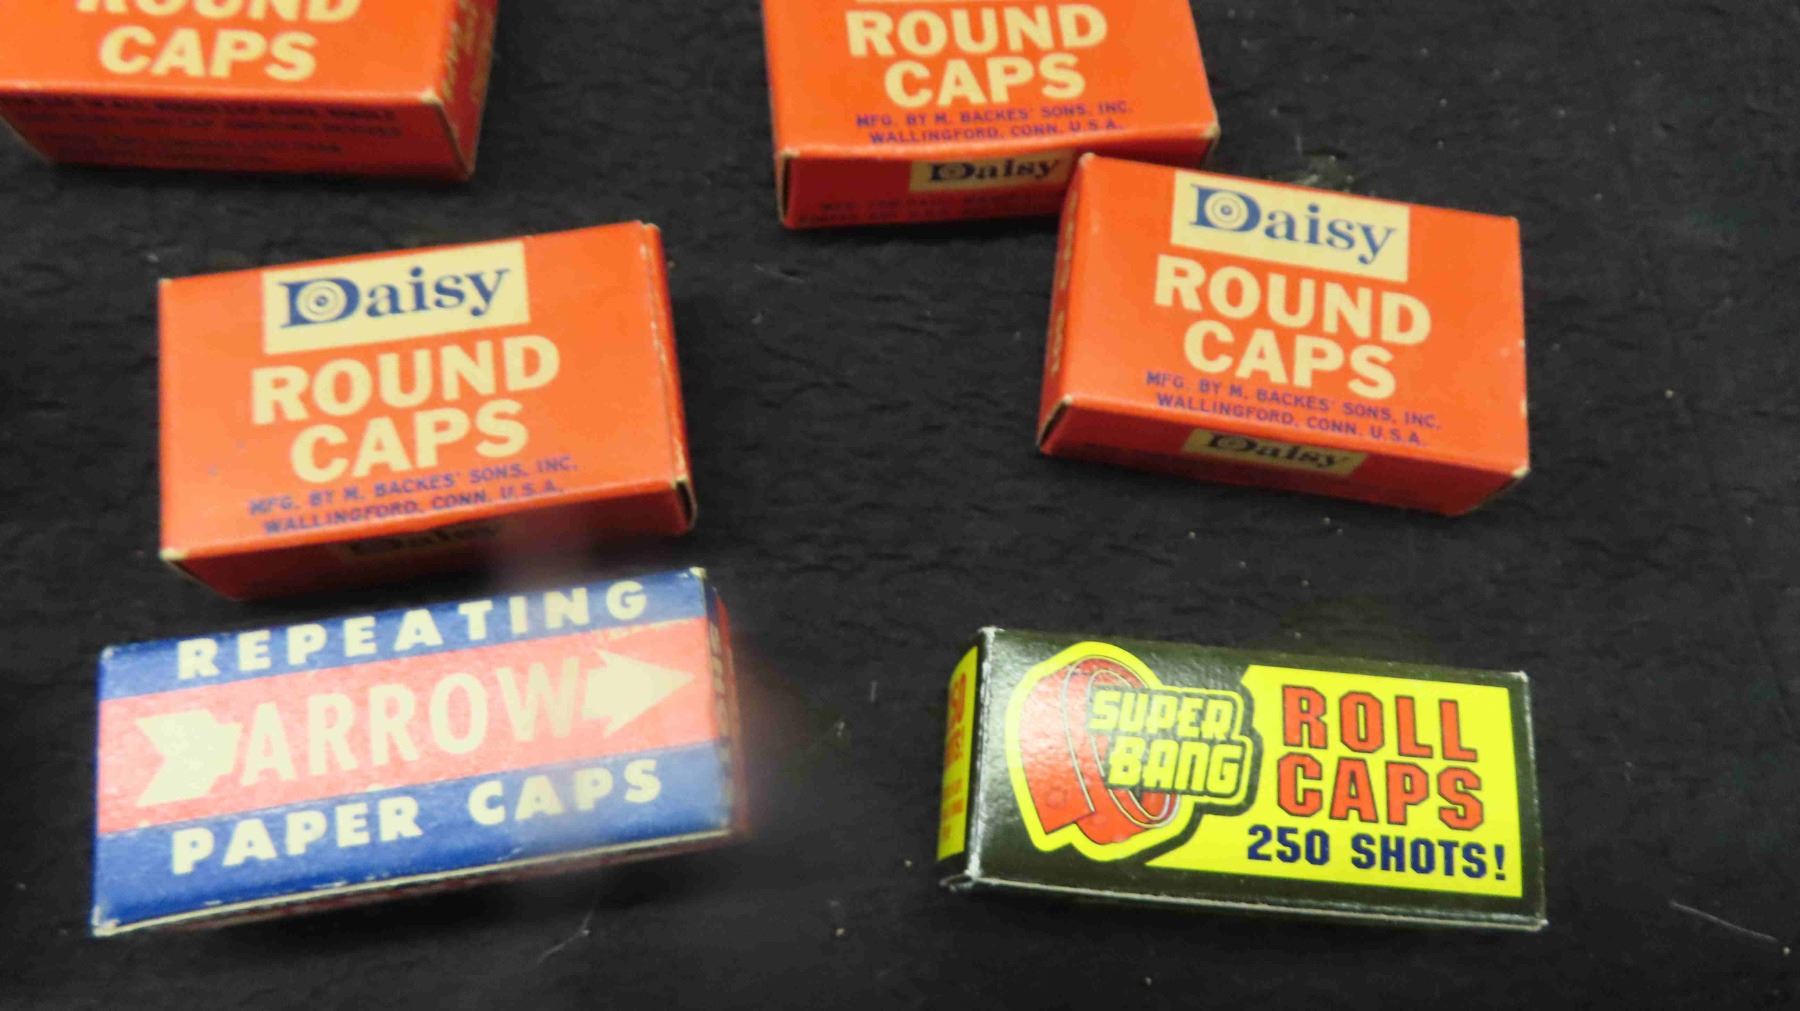 ROUND
CAPS
ROUND
CAPS
MFG. BY M. BACKES' SONS, INC.
WALLINGFORD, CONN. U.S.A.
Daisy
Daisy
ROUND
CAPS
MFG. BY M. BACKES' SONS, INC.
WALLINGFORD, CONN. U.S.A.
Daisy
Daisy
ROUND
CAPS
MFG. BY M. BACKES' SONS, INC.
WALLINGFORD, CONN. U.S.A.
Daisy
REPEATING
ARROW
PAPER CAPS
SUPER
BANG
ROLL
CAPS
250 SHOTS!